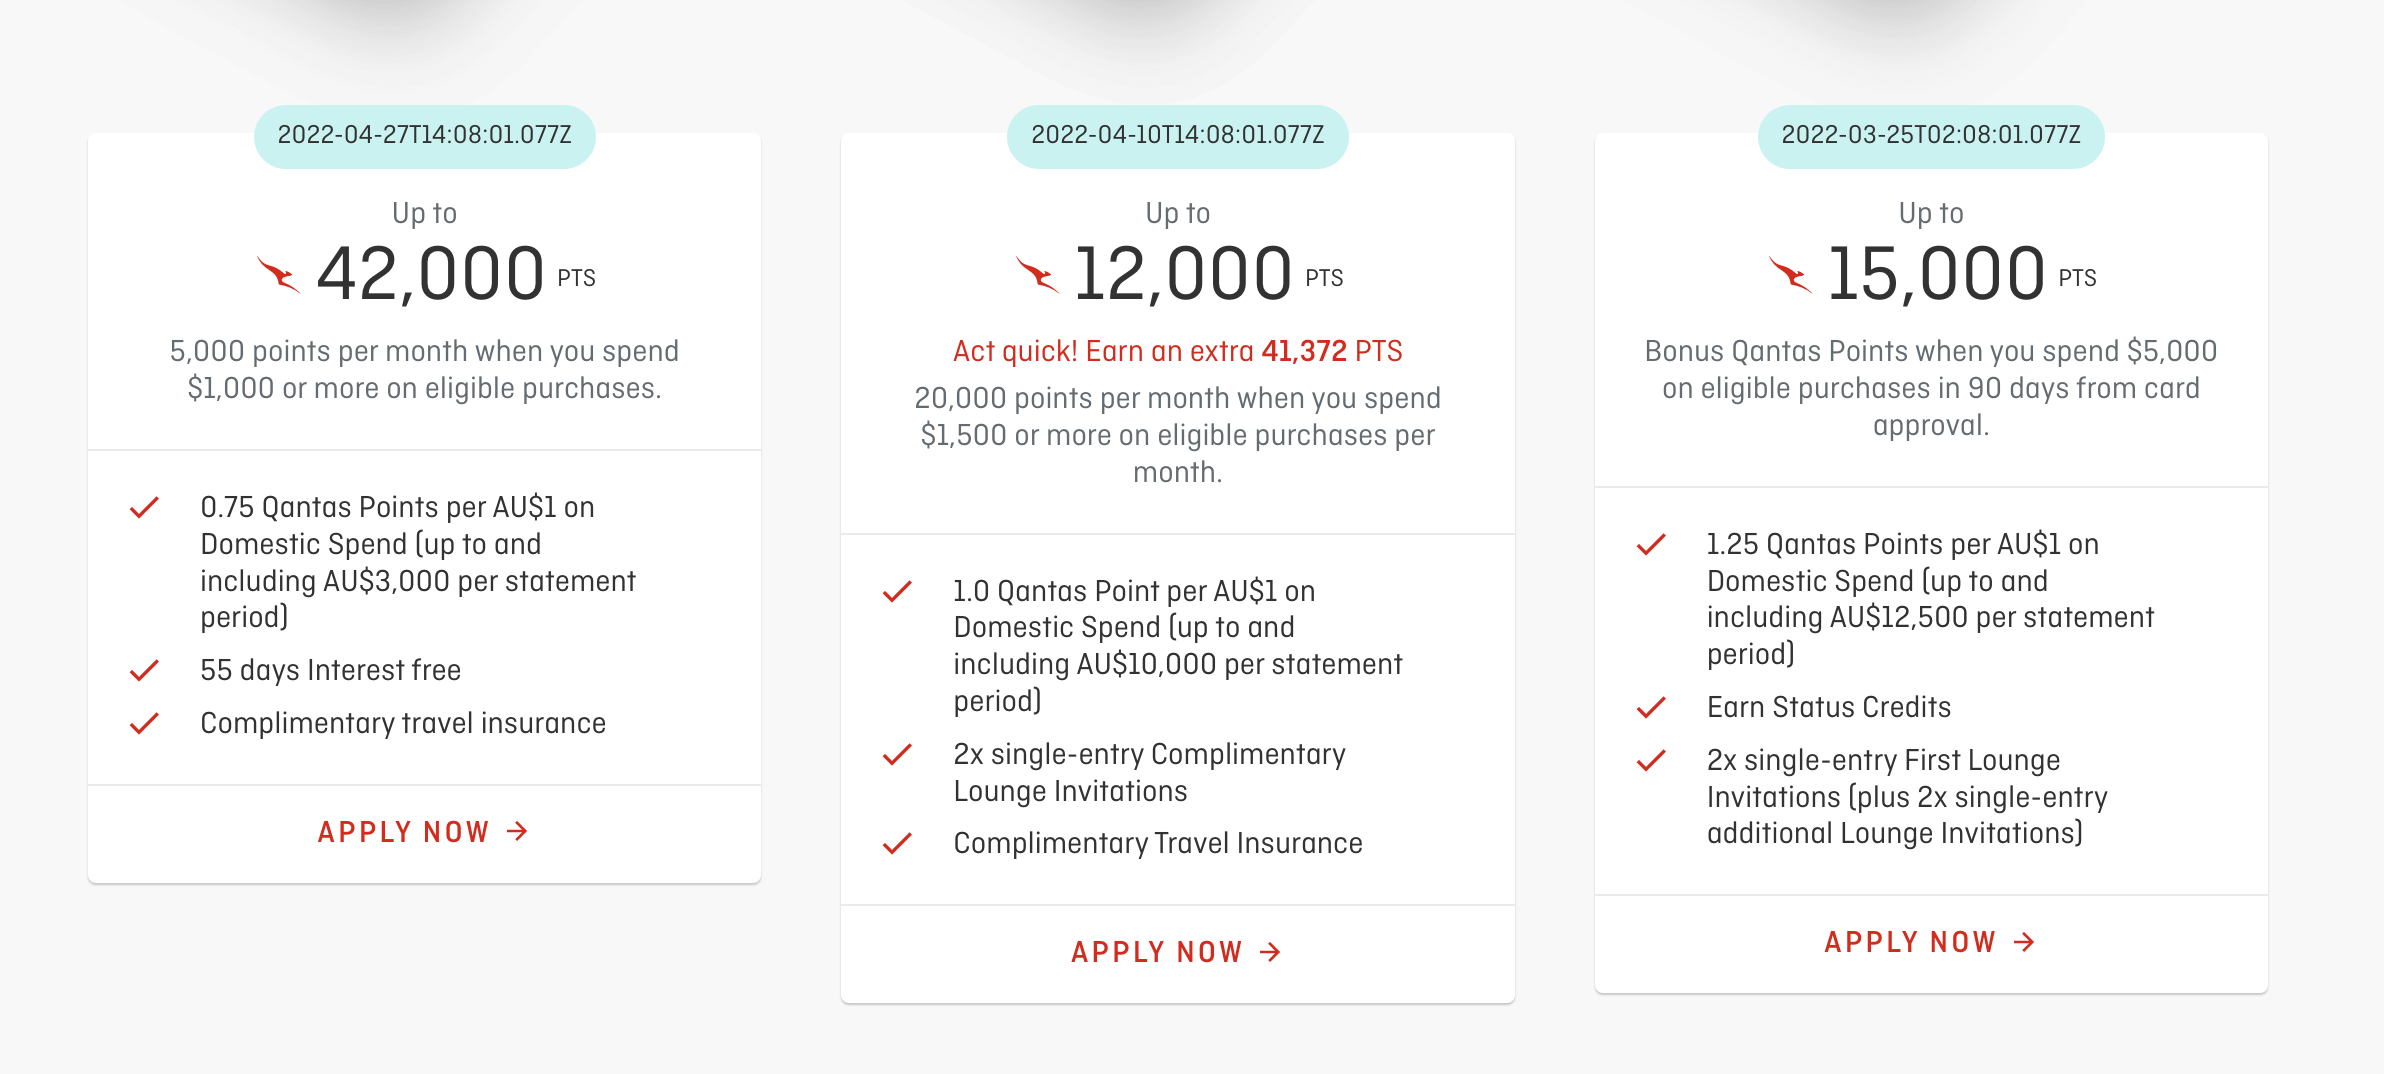 2022-04-27T14:08:01.077Z
Up to
42,000 PTS
5,000 points per month when you spend
$1,000 or more on eligible purchases.
0.75 Qantas Points per AU$1 on
Domestic Spend (up to and
including AU$3,000 per statement
period)
55 days Interest free
Complimentary travel insurance
APPLY NOW →
2022-04-10T14:08:01.077Z
Up to
12,000 PTS
Act quick! Earn an extra 41,372 PTS
20,000 points per month when you spend
$1,500 or more on eligible purchases per
month.
1.0 Qantas Point per AU$1 on
Domestic Spend (up to and
including AU$10,000 per statement
period)
2x single-entry Complimentary
Lounge Invitations
Complimentary Travel Insurance
APPLY NOW →
2022-03-25T02:08:01.077Z
Up to
15,000 PTS
Bonus Qantas Points when you spend $5,000
on eligible purchases in 90 days from card
approval.
1.25 Qantas Points per AU$1 on
Domestic Spend (up to and
including AU$12,500 per statement
period)
Earn Status Credits
2x single-entry First Lounge
Invitations (plus 2x single-entry
additional Lounge Invitations)
APPLY NOW →